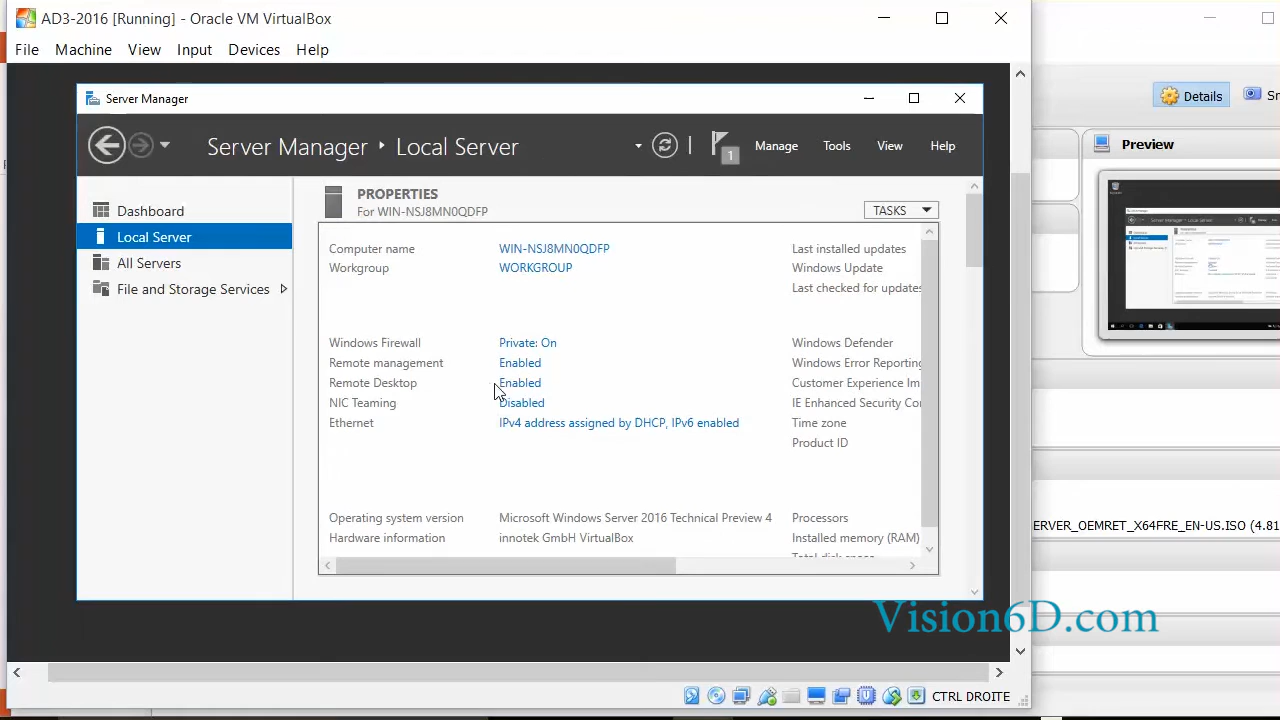 AD3-2016 [Running] - Oracle VM VirtualBox
File Machine View Input Devices Help
Details
Preview
Server Manager
Server Manager ‣ Local Server
1
Manage Tools View Help
Dashboard
Local Server
All Servers
File and Storage Services
PROPERTIES
For WIN-NSJ8MN0QDFP
TASKS
Computer name WIN-NSJ8MN0QDFP Last installed updates
Workgroup WORKGROUP Windows Update
Last checked for updates
Windows Firewall Private: On Windows Defender
Remote management Enabled Windows Error Reporting
Remote Desktop Enabled Customer Experience Im
NIC Teaming Disabled IE Enhanced Security Co
Ethernet IPv4 address assigned by DHCP, IPv6 enabled Time zone
Product ID
Operating system version Microsoft Windows Server 2016 Technical Preview 4 Processors
Hardware information innotek GmbH VirtualBox Installed memory (RAM)
Total disk space
ERVER_OEMRET_X64FRE_EN-US.ISO (4.81
Vision6D.com
CTRL DROITE